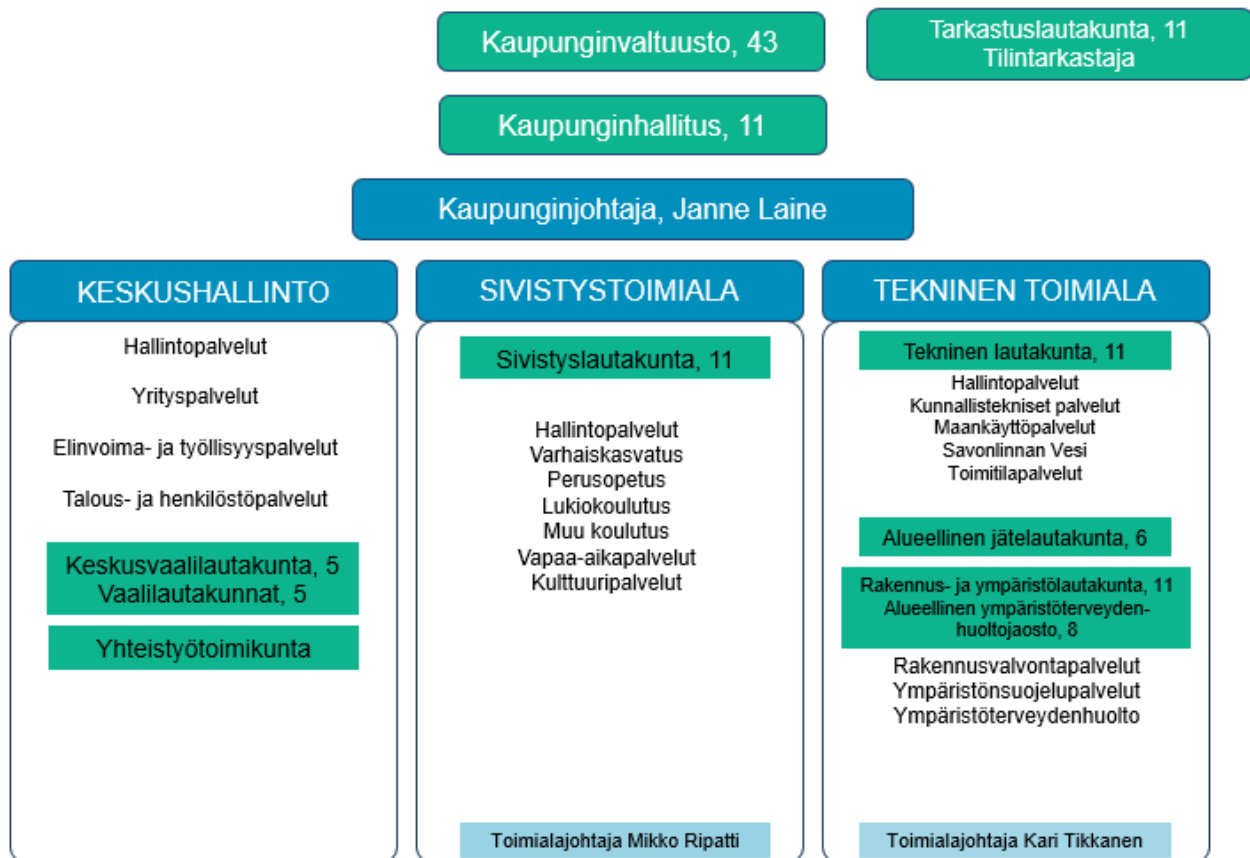 Kaupunginvaltuusto, 43
Tarkastuslautakunta, 11
Tilintarkastaja
Kaupunginhallitus, 11
Kaupunginjohtaja, Janne Laine
KESKUSHALLINTO
Hallintopalvelut
Yrityspalvelut
Elinvoima- ja työllisyyspalvelut
Talous- ja henkilöstöpalvelut
Keskusvaalilautakunta, 5
Vaalilautakunnat, 5
Yhteistyötoimikunta
SIVISTYSTOIMIALA
Sivistyslautakunta, 11
Hallintopalvelut
Varhaiskasvatus
Perusopetus
Lukiokoulutus
Muu koulutus
Vapaa-aikapalvelut
Kulttuuripalvelut
Toimialajohtaja Mikko Ripatti
TEKNINEN TOIMIALA
Tekninen lautakunta, 11
Hallintopalvelut
Kunnallistekniset palvelut
Maankäyttöpalvelut
Savonlinnan Vesi
Toimitilapalvelut
Alueellinen jätelautakunta, 6
Rakennus- ja ympäristölautakunta, 11
Alueellinen ympäristöterveyden-
huoltojaosto, 8
Rakennusvalvontapalvelut
Ympäristönsuojelupalvelut
Ympäristöterveydenhuolto
Toimialajohtaja Kari Tikkanen